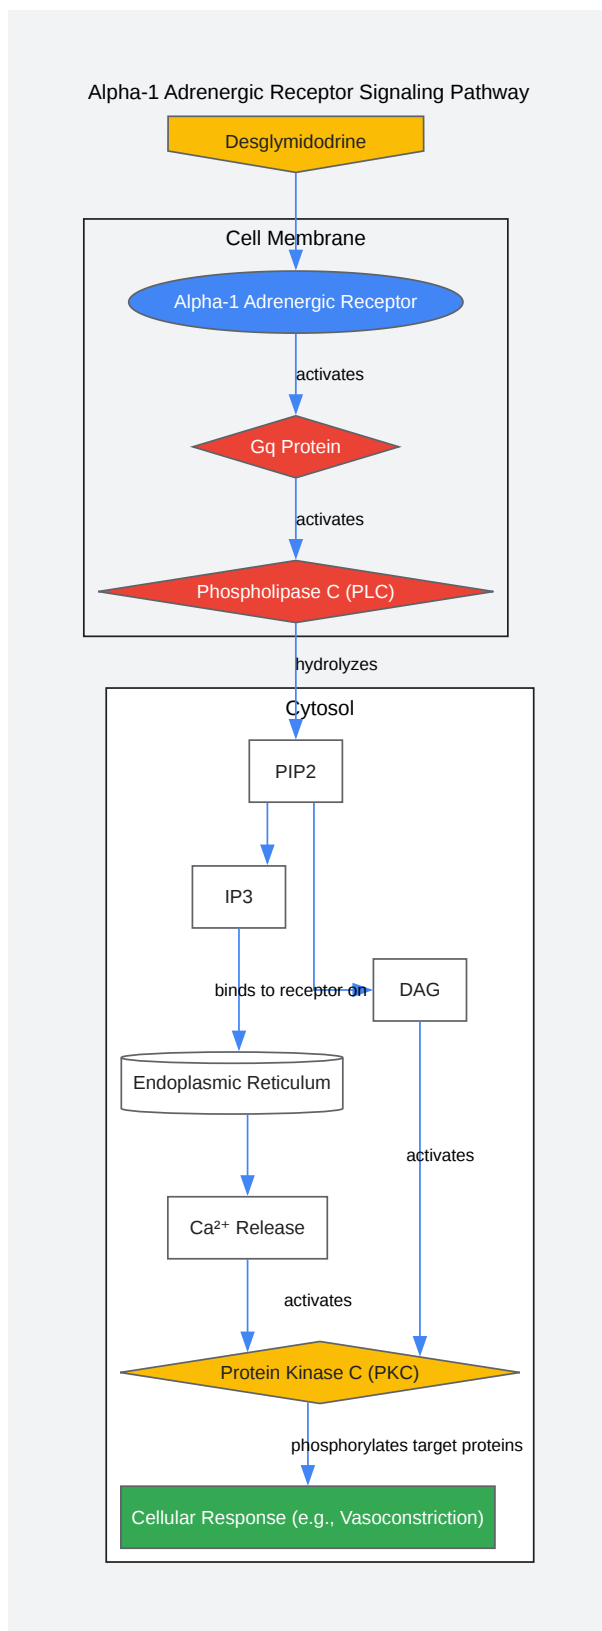 Alpha-1 Adrenergic Receptor Signaling Pathway
Desglymidodrine
Cell Membrane
Alpha-1 Adrenergic Receptor
activates
Gq Protein
activates
Phospholipase C (PLC)
hydrolyzes
Cytosol
PIP2
IP3
binds to receptor on
DAG
Endoplasmic Reticulum
activates
Ca²⁺ Release
activates
Protein Kinase C (PKC)
phosphorylates target proteins
Cellular Response (e.g., Vasoconstriction)